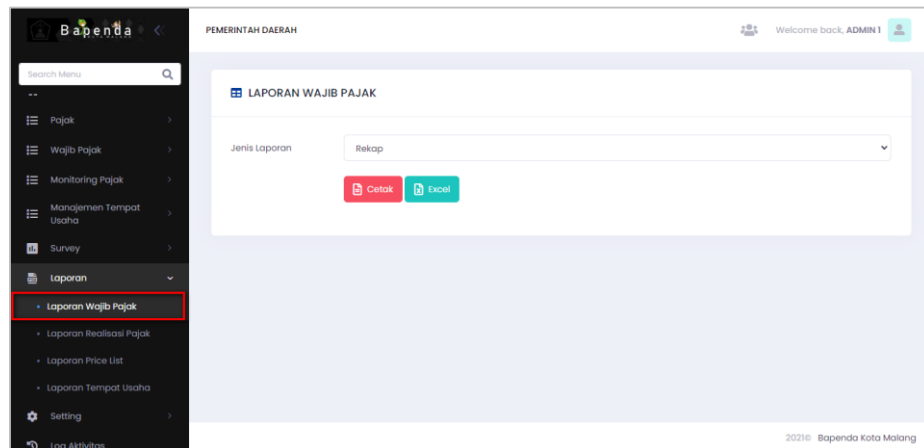 Bapenda
PEMERINTAH DAERAH
Welcome back, ADMIN 1
Search Menu
Pajak
Wajib Pajak
Monitoring Pajak
Manajemen Tempat
Usaha
Survey
Laporan
Laporan Wajib Pajak
Laporan Realisasi Pajak
Laporan Price List
Laporan Tempat Usaha
Setting
Log Aktivitas
LAPORAN WAJIB PAJAK
Jenis Laporan
Rekap
Cetak
Excel
2021© Bapenda Kota Malang